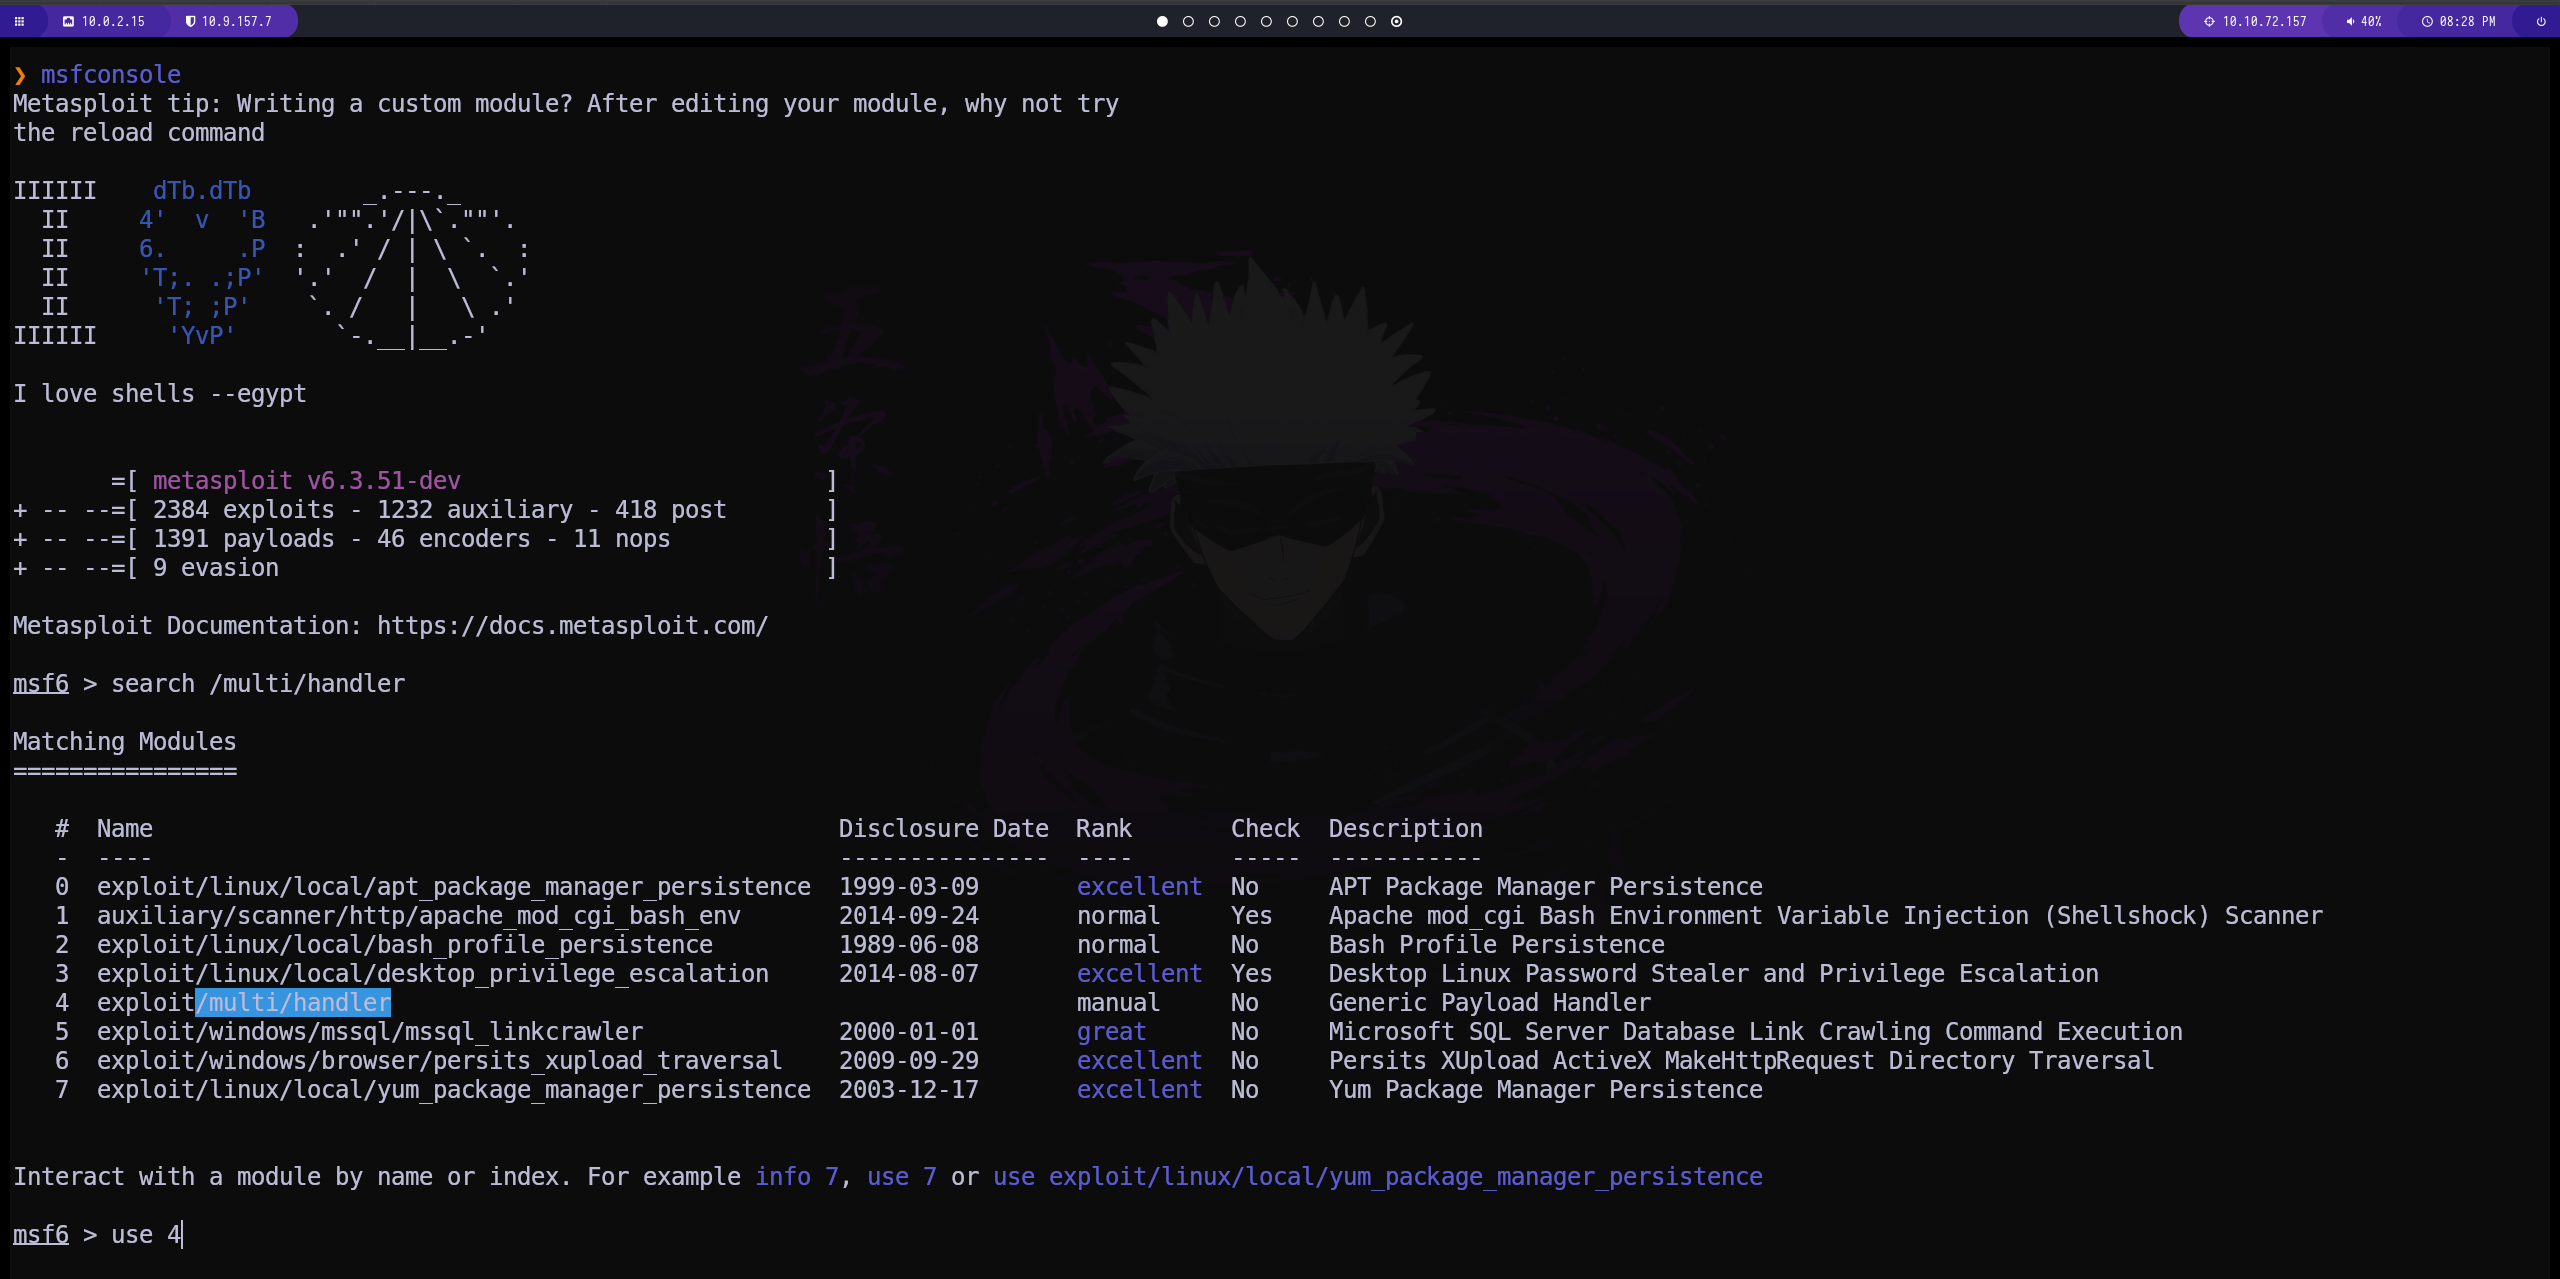 10.0.2.15 10.9.157.7 10.10.72.157 40% 08:28 PM
❯ msfconsole
Metasploit tip: Writing a custom module? After editing your module, why not try
the reload command
IIIIII    dTb.dTb        _.---._
  II     4'  v  'B   .'"".'/|\`.""'.
  II     6.     .P  :  .' / | \ `.  :
  II     'T;. .;P'  '.'  /  |  \  `.'
  II      'T; ;P'    `. /   |   \ .'
IIIIII     'YvP'       `-.__|__.-'
I love shells --egypt
       =[ metasploit v6.3.51-dev                          ]
+ -- --=[ 2384 exploits - 1232 auxiliary - 418 post       ]
+ -- --=[ 1391 payloads - 46 encoders - 11 nops           ]
+ -- --=[ 9 evasion                                       ]
Metasploit Documentation: https://docs.metasploit.com/
msf6 > search /multi/handler
Matching Modules
================
   #  Name                                                 Disclosure Date  Rank       Check  Description
   -  ----                                                 ---------------  ----       -----  -----------
   0  exploit/linux/local/apt_package_manager_persistence  1999-03-09       excellent  No     APT Package Manager Persistence
   1  auxiliary/scanner/http/apache_mod_cgi_bash_env       2014-09-24       normal     Yes    Apache mod_cgi Bash Environment Variable Injection (Shellshock) Scanner
   2  exploit/linux/local/bash_profile_persistence         1989-06-08       normal     No     Bash Profile Persistence
   3  exploit/linux/local/desktop_privilege_escalation     2014-08-07       excellent  Yes    Desktop Linux Password Stealer and Privilege Escalation
   4  exploit/multi/handler                                                 manual     No     Generic Payload Handler
   5  exploit/windows/mssql/mssql_linkcrawler              2000-01-01       great      No     Microsoft SQL Server Database Link Crawling Command Execution
   6  exploit/windows/browser/persits_xupload_traversal    2009-09-29       excellent  No     Persits XUpload ActiveX MakeHttpRequest Directory Traversal
   7  exploit/linux/local/yum_package_manager_persistence  2003-12-17       excellent  No     Yum Package Manager Persistence
Interact with a module by name or index. For example info 7, use 7 or use exploit/linux/local/yum_package_manager_persistence
msf6 > use 4